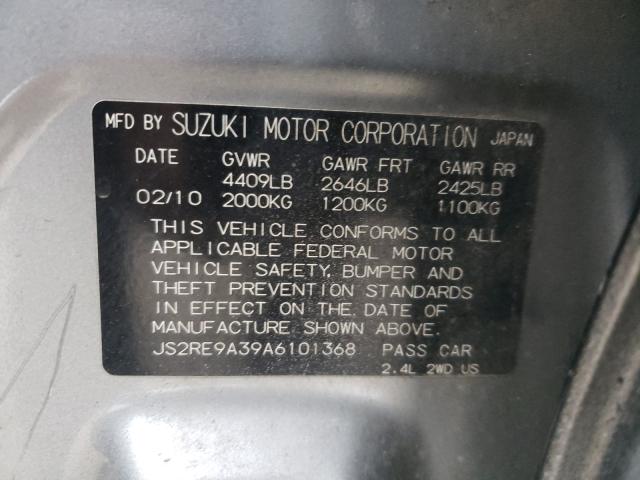 MFD BY SUZUKI MOTOR CORPORATION JAPAN
DATE GVWR GAWR FRT GAWR RR
4409LB 2646LB 2425LB
02/10 2000KG 1200KG 1100KG
THIS VEHICLE CONFORMS TO ALL
APPLICABLE FEDERAL MOTOR
VEHICLE SAFETY, BUMPER AND
THEFT PREVENTION STANDARDS
IN EFFECT ON THE DATE OF
MANUFACTURE SHOWN ABOVE.
JS2RE9A39A6101368 PASS CAR
2.4L 2WD US